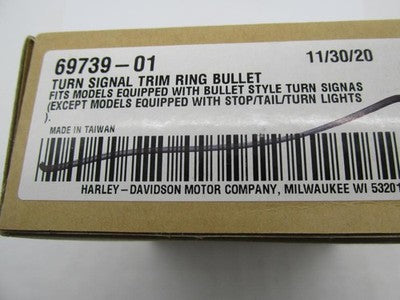 69739-01 11/30/20
TURN SIGNAL TRIM RING BULLET
FITS MODELS EQUIPPED WITH BULLET STYLE TURN SIGNAS
(EXCEPT MODELS EQUIPPED WITH STOP/TAIL/TURN LIGHTS
).
MADE IN TAIWAN
HARLEY-DAVIDSON MOTOR COMPANY, MILWAUKEE WI 53201